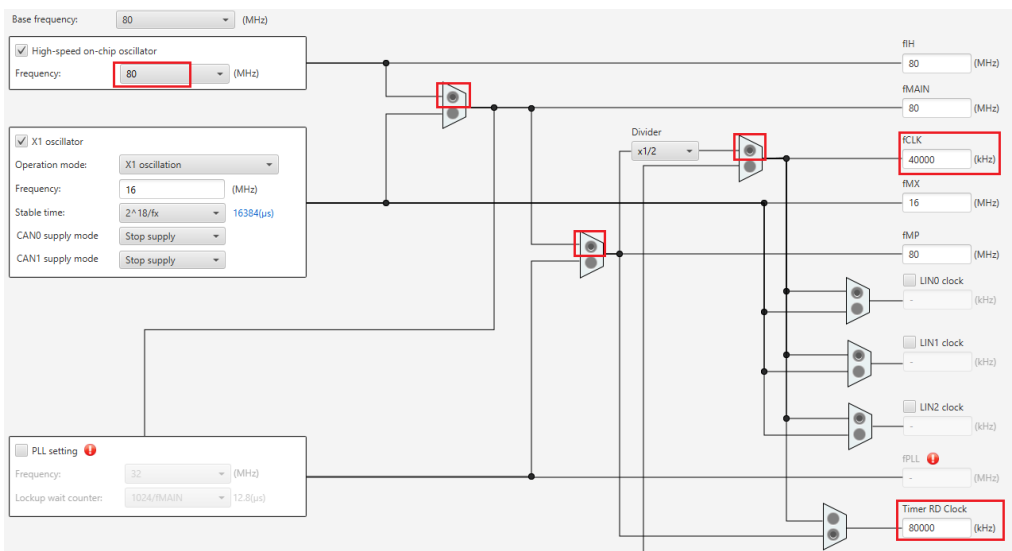 Base frequency: 80 (MHz)
High-speed on-chip oscillator
Frequency: 80 (MHz)
fIH
80 (MHz)
fMAIN
80 (MHz)
X1 oscillator
Operation mode: X1 oscillation
Frequency: 16 (MHz)
Stable time: 2^18/fx 16384(μs)
CAN0 supply mode Stop supply
CAN1 supply mode Stop supply
Divider
x1/2
fCLK
40000 (kHz)
fMX
16 (MHz)
fMP
80 (MHz)
LIN0 clock
- (kHz)
LIN1 clock
- (kHz)
LIN2 clock
- (kHz)
PLL setting
Frequency: 32 (MHz)
Lockup wait counter: 1024/fMAIN 12.8(μs)
fPLL
- (MHz)
Timer RD Clock
80000 (kHz)